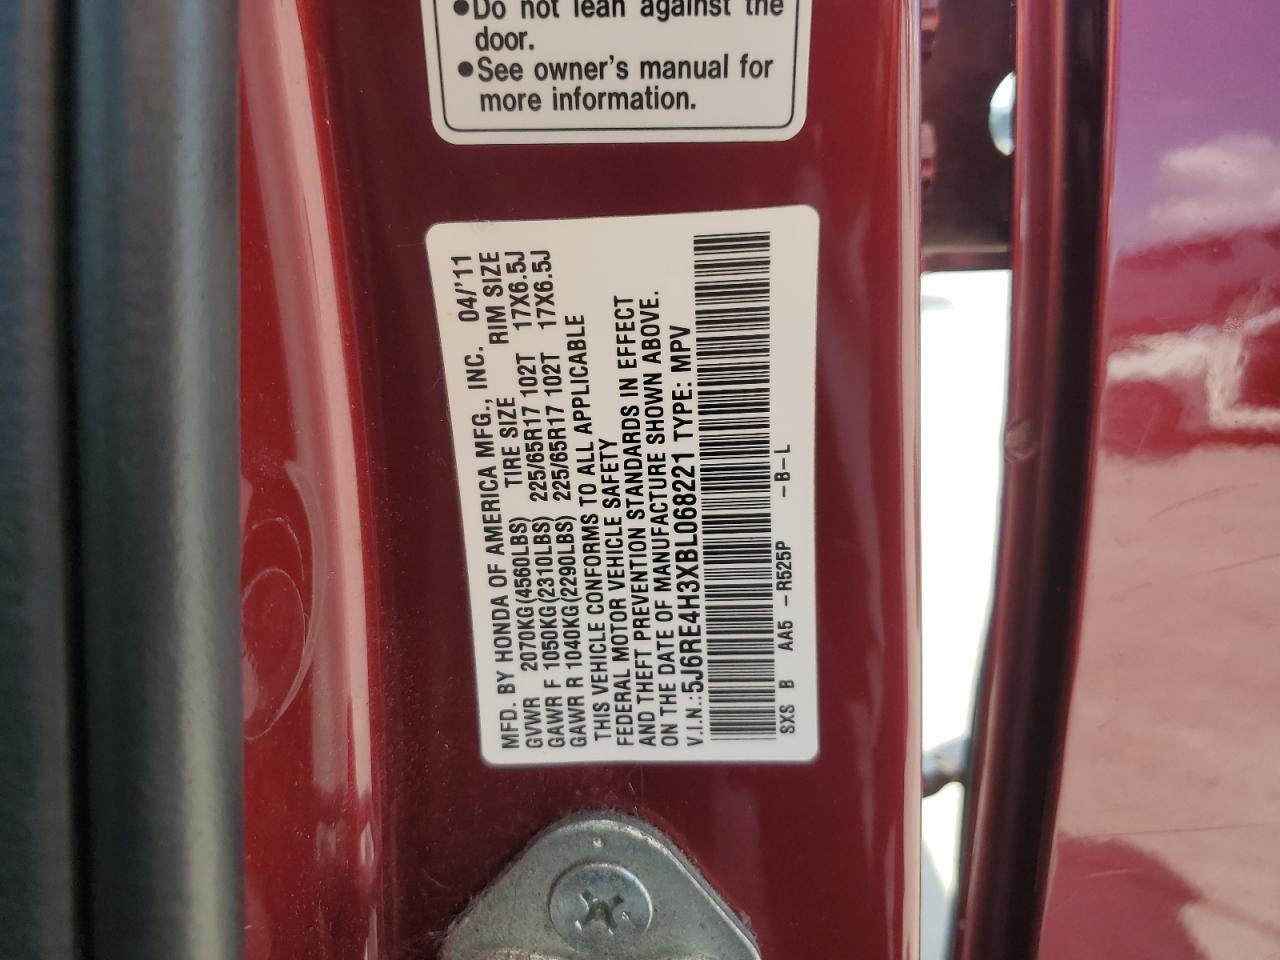 ●Do not lean against the
door.
●See owner's manual for
more information.
MFD. BY HONDA OF AMERICA MFG., INC. 04/'11
GVWR 2070KG(4560LBS) TIRE SIZE RIM SIZE
GAWR F 1050KG(2310LBS) 225/65R17 102T 17X6.5J
GAWR R 1040KG(2290LBS) 225/65R17 102T 17X6.5J
THIS VEHICLE CONFORMS TO ALL APPLICABLE
FEDERAL MOTOR VEHICLE SAFETY
AND THEFT PREVENTION STANDARDS IN EFFECT
ON THE DATE OF MANUFACTURE SHOWN ABOVE.
V.I.N.:5J6RE4H3XBL068221 TYPE: MPV
SXS B AA5 -R525P -B-L